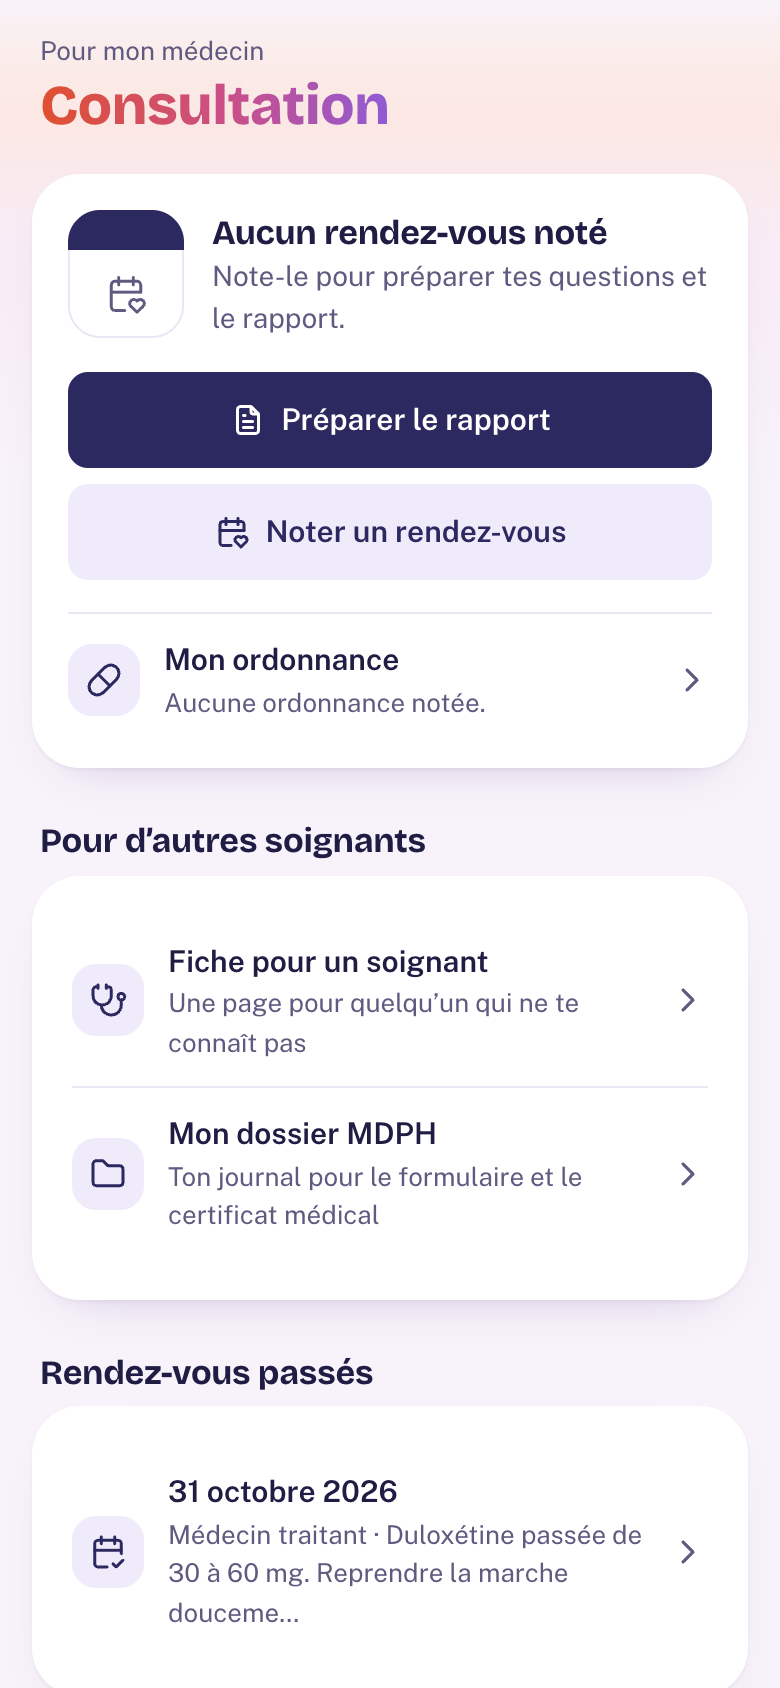 Pour mon médecin
Consultation
Aucun rendez-vous noté
Note-le pour préparer tes questions et
le rapport.
Préparer le rapport
Noter un rendez-vous
Mon ordonnance
Aucune ordonnance notée.
Pour d’autres soignants
Fiche pour un soignant
Une page pour quelqu’un qui ne te
connaît pas
Mon dossier MDPH
Ton journal pour le formulaire et le
certificat médical
Rendez-vous passés
31 octobre 2026
Médecin traitant · Duloxétine passée de
30 à 60 mg. Reprendre la marche
douceme…